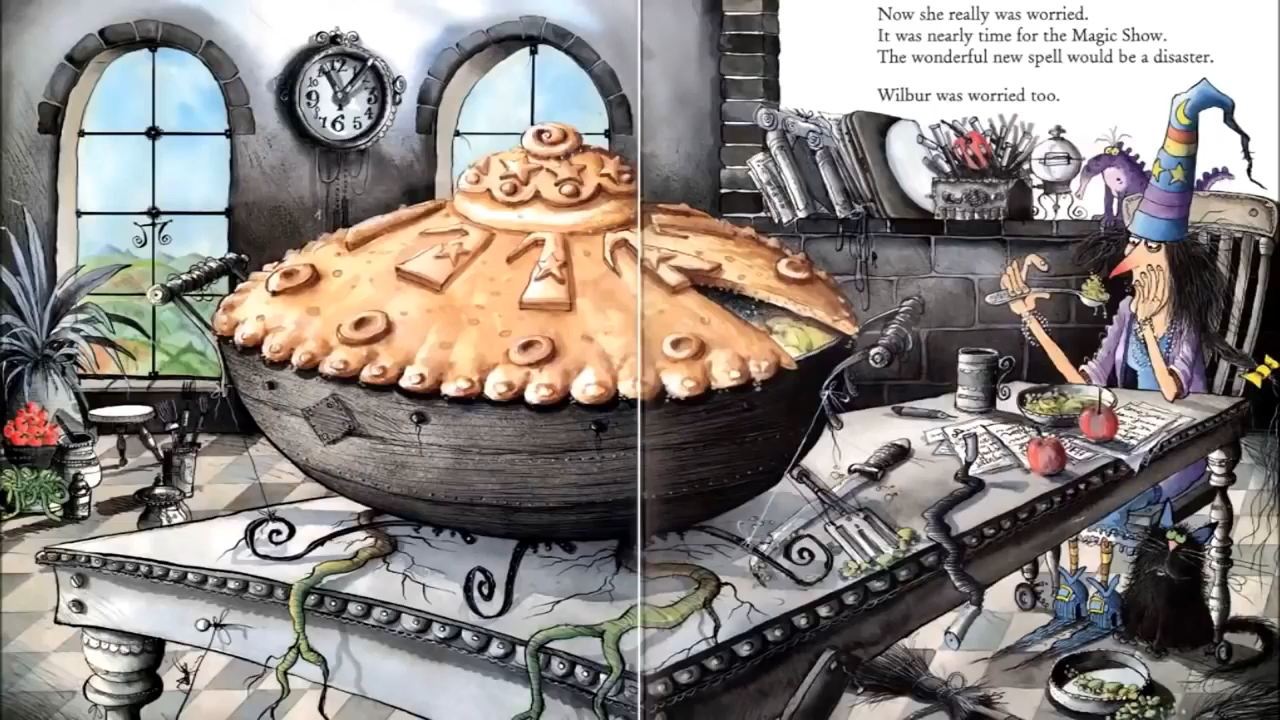 Now she really was worried.
It was nearly time for the Magic Show.
The wonderful new spell would be a disaster.
Wilbur was worried too.